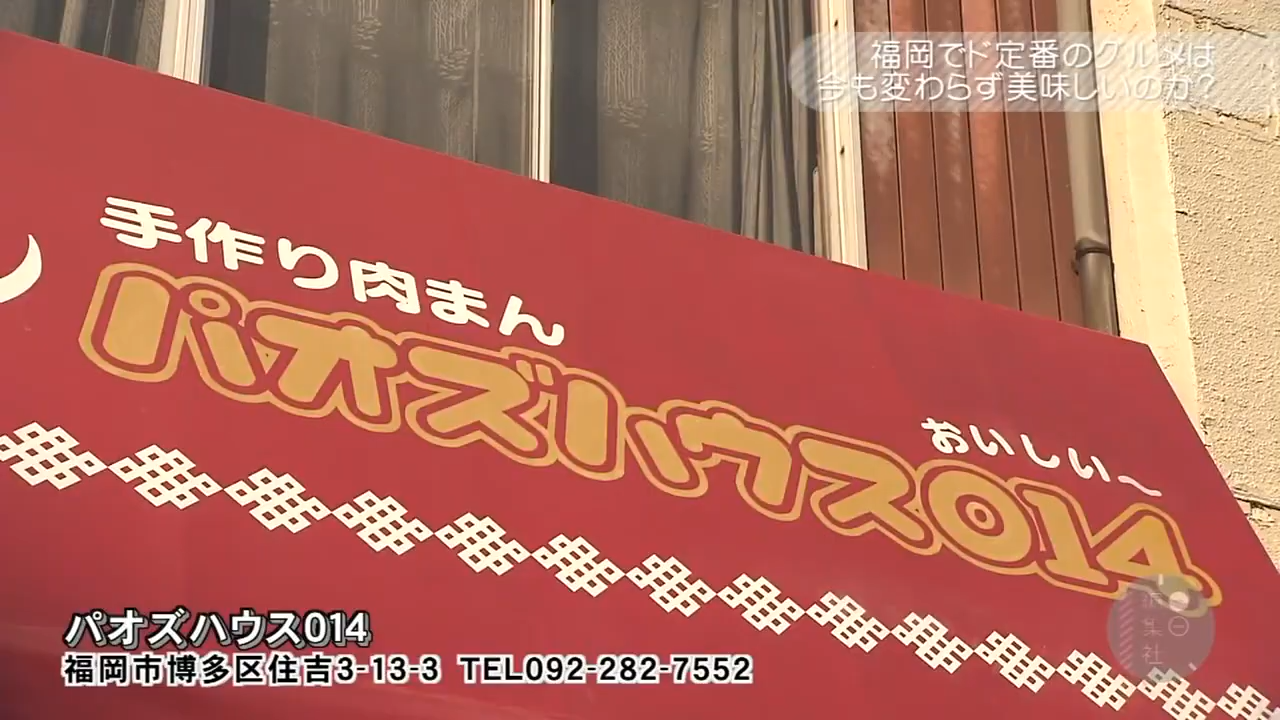 福岡でド定番のグルメは
今も変わらず美味しいのか？
手作り肉まん
パオズハウス014
おいしい〜
パオズハウス014
福岡市博多区住吉3-13-3 TEL092-282-7552